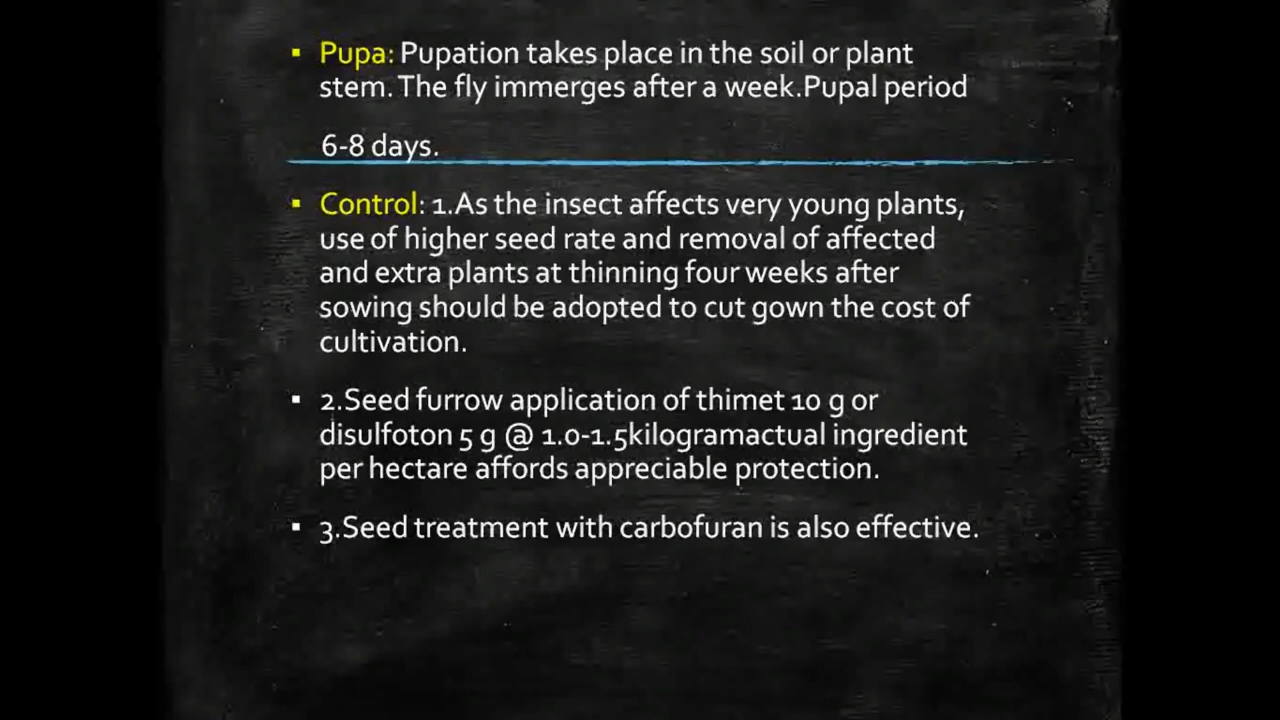 ▪ Pupa: Pupation takes place in the soil or plant
stem. The fly immerges after a week.Pupal period
6-8 days.
▪ Control: 1.As the insect affects very young plants,
use of higher seed rate and removal of affected
and extra plants at thinning four weeks after
sowing should be adopted to cut gown the cost of
cultivation.
▪ 2.Seed furrow application of thimet 10 g or
disulfoton 5 g @ 1.0-1.5kilogramactual ingredient
per hectare affords appreciable protection.
▪ 3.Seed treatment with carbofuran is also effective.